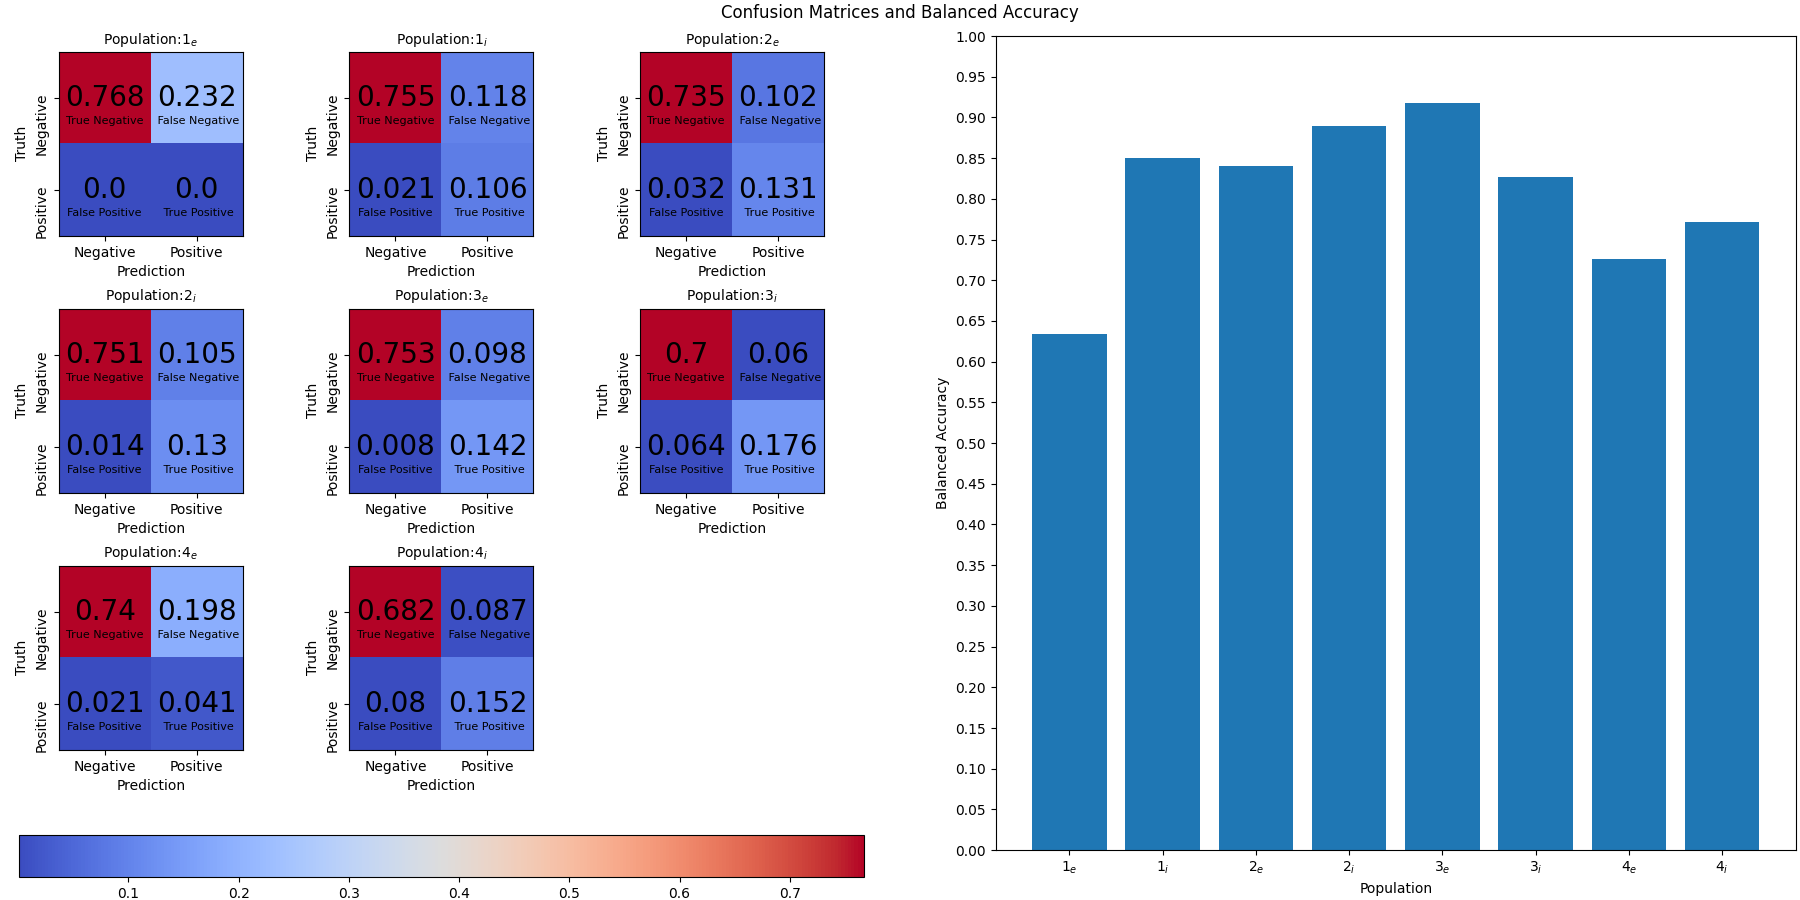 Confusion Matrices and Balanced Accuracy
Population:1e
Truth
Negative
Positive
0.768
True Negative
0.232
False Negative
0.0
False Positive
0.0
True Positive
Negative
Positive
Prediction
Population:1i
Truth
Negative
Positive
0.755
True Negative
0.118
False Negative
0.021
False Positive
0.106
True Positive
Negative
Positive
Prediction
Population:2e
Truth
Negative
Positive
0.735
True Negative
0.102
False Negative
0.032
False Positive
0.131
True Positive
Negative
Positive
Prediction
Population:2i
Truth
Negative
Positive
0.751
True Negative
0.105
False Negative
0.014
False Positive
0.13
True Positive
Negative
Positive
Prediction
Population:3e
Truth
Negative
Positive
0.753
True Negative
0.098
False Negative
0.008
False Positive
0.142
True Positive
Negative
Positive
Prediction
Population:3i
Truth
Negative
Positive
0.7
True Negative
0.06
False Negative
0.064
False Positive
0.176
True Positive
Negative
Positive
Prediction
Population:4e
Truth
Negative
Positive
0.74
True Negative
0.198
False Negative
0.021
False Positive
0.041
True Positive
Negative
Positive
Prediction
Population:4i
Truth
Negative
Positive
0.682
True Negative
0.087
False Negative
0.08
False Positive
0.152
True Positive
Negative
Positive
Prediction
0.1
0.2
0.3
0.4
0.5
0.6
0.7
Balanced Accuracy
1.00
0.95
0.90
0.85
0.80
0.75
0.70
0.65
0.60
0.55
0.50
0.45
0.40
0.35
0.30
0.25
0.20
0.15
0.10
0.05
0.00
1e
1i
2e
2i
3e
3i
4e
4i
Population